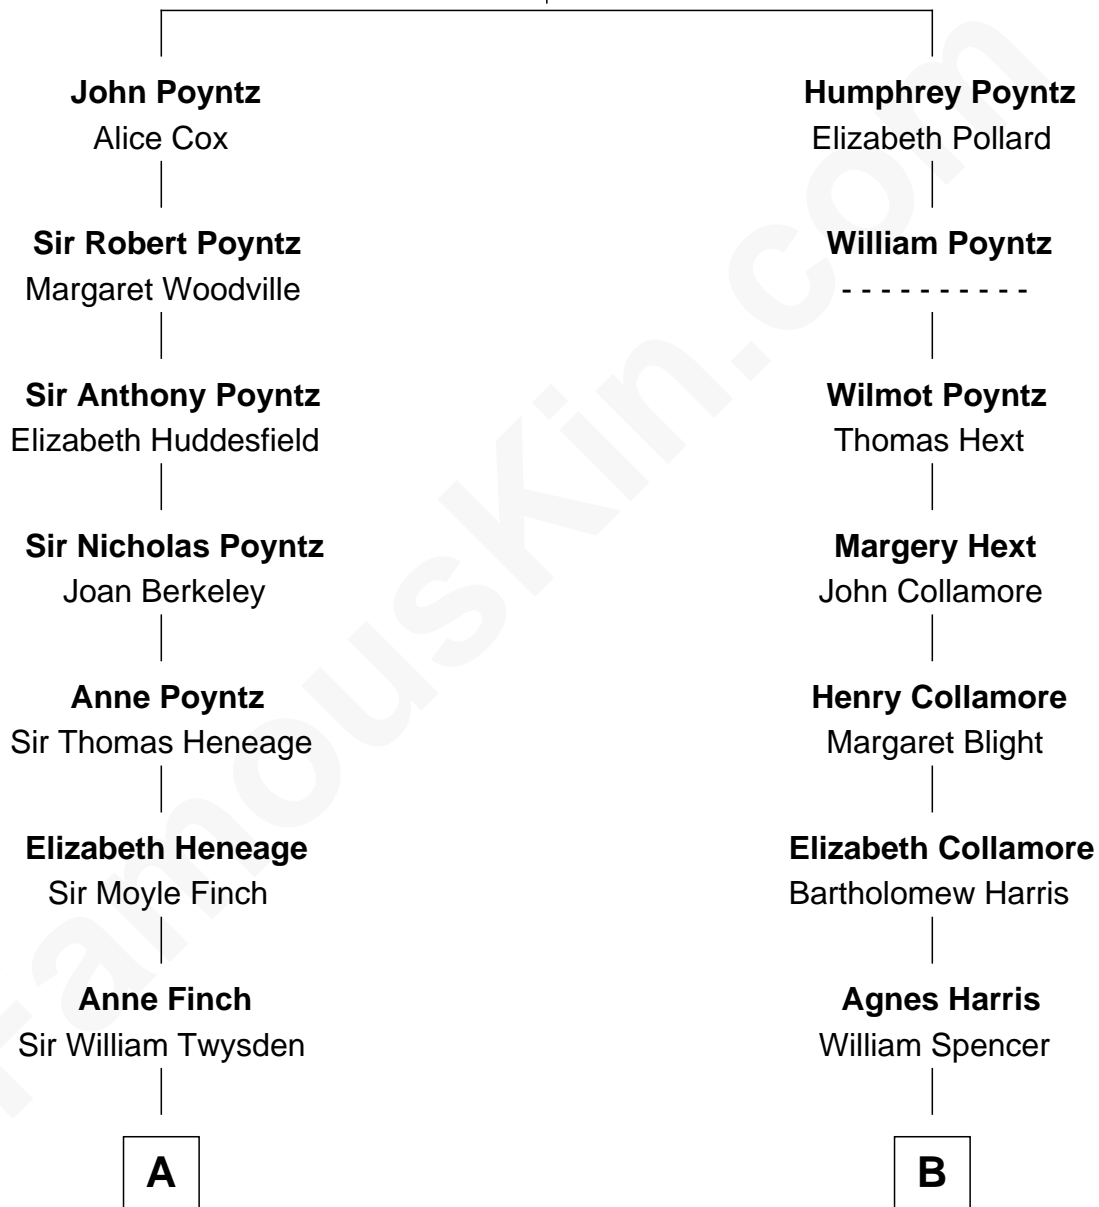 John Poyntz
Alice Cox
Sir Robert Poyntz
Margaret Woodville
Sir Anthony Poyntz
Elizabeth Huddesfield
Sir Nicholas Poyntz
Joan Berkeley
Anne Poyntz
Sir Thomas Heneage
Elizabeth Heneage
Sir Moyle Finch
Anne Finch
Sir William Twysden
A
Humphrey Poyntz
Elizabeth Pollard
William Poyntz
- - - - - - - - - -
Wilmot Poyntz
Thomas Hext
Margery Hext
John Collamore
Henry Collamore
Margaret Blight
Elizabeth Collamore
Bartholomew Harris
Agnes Harris
William Spencer
B
FamousKin.com